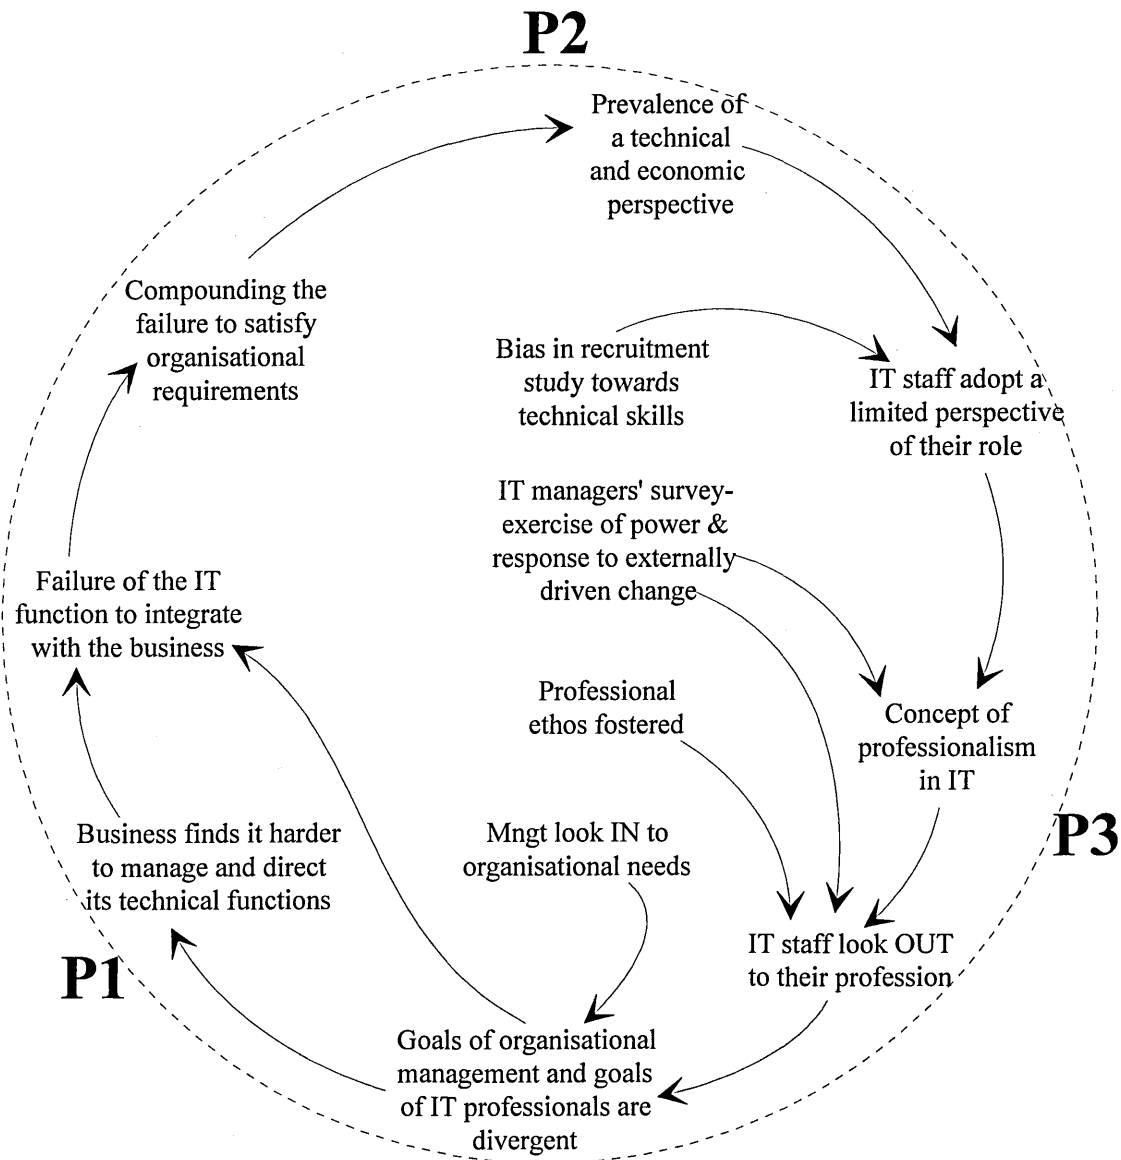 P2
Prevalence of
a technical
and economic
perspective
Compounding the
failure to satisfy
organisational
requirements
Bias in recruitment
study towards
technical skills
IT staff adopt a
limited perspective
of their role
IT managers' survey-
exercise of power &
response to externally
driven change
Failure of the IT
function to integrate
with the business
Professional
ethos fostered
Concept of
professionalism
in IT
P3
Business finds it harder
to manage and direct
its technical functions
Mngt look IN to
organisational needs
IT staff look OUT
to their profession
P1
Goals of organisational
management and goals
of IT professionals are
divergent